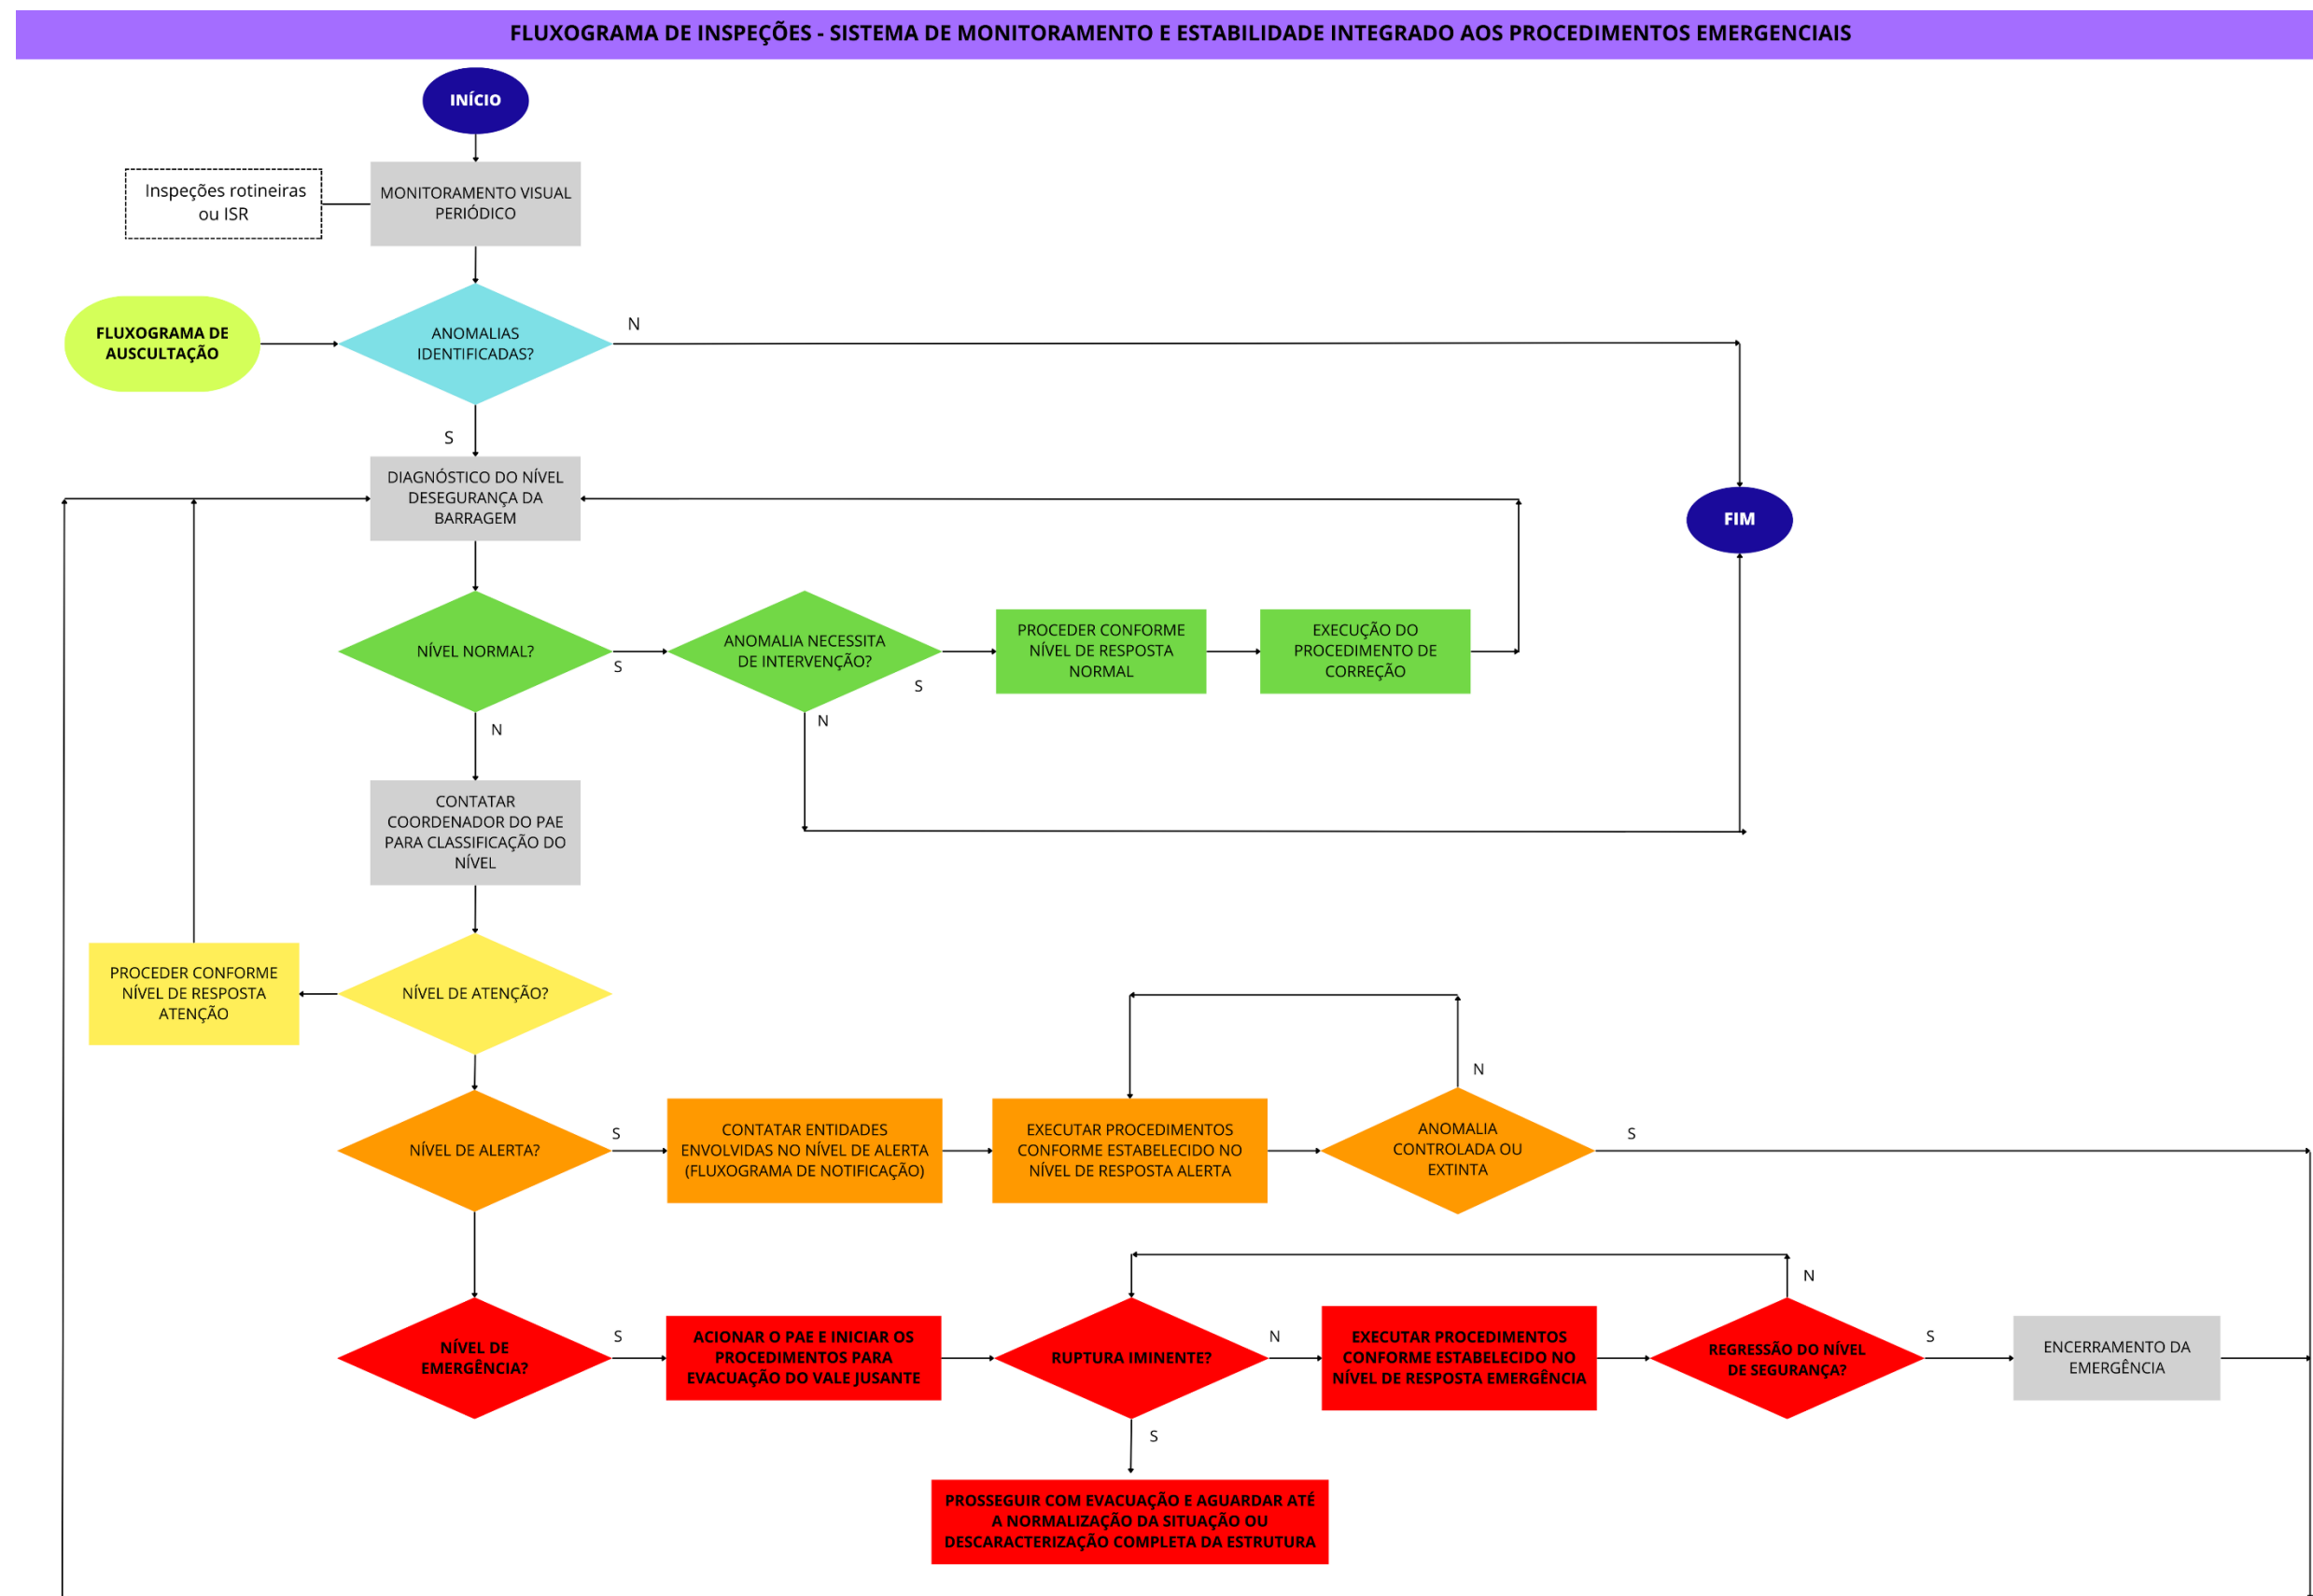 FLUXOGRAMA DE INSPEÇÕES - SISTEMA DE MONITORAMENTO E ESTABILIDADE INTEGRADO AOS PROCEDIMENTOS EMERGENCIAIS
INÍCIO
Inspeções rotineiras
ou ISR
MONITORAMENTO VISUAL
PERIÓDICO
FLUXOGRAMA DE
AUSCULTAÇÃO
ANOMALIAS
IDENTIFICADAS?
N
S
DIAGNÓSTICO DO NÍVEL
DESEGURANÇA DA
BARRAGEM
FIM
NÍVEL NORMAL?
S
ANOMALIA NECESSITA
DE INTERVENÇÃO?
S
PROCEDER CONFORME
NÍVEL DE RESPOSTA
NORMAL
EXECUÇÃO DO
PROCEDIMENTO DE
CORREÇÃO
N
N
CONTATAR
COORDENADOR DO PAE
PARA CLASSIFICAÇÃO DO
NÍVEL
PROCEDER CONFORME
NÍVEL DE RESPOSTA
ATENÇÃO
NÍVEL DE ATENÇÃO?
NÍVEL DE ALERTA?
S
CONTATAR ENTIDADES
ENVOLVIDAS NO NÍVEL DE ALERTA
(FLUXOGRAMA DE NOTIFICAÇÃO)
EXECUTAR PROCEDIMENTOS
CONFORME ESTABELECIDO NO
NÍVEL DE RESPOSTA ALERTA
N
ANOMALIA
CONTROLADA OU
EXTINTA
S
NÍVEL DE
EMERGÊNCIA?
S
ACIONAR O PAE E INICIAR OS
PROCEDIMENTOS PARA
EVACUAÇÃO DO VALE JUSANTE
RUPTURA IMINENTE?
N
EXECUTAR PROCEDIMENTOS
CONFORME ESTABELECIDO NO
NÍVEL DE RESPOSTA EMERGÊNCIA
N
REGRESSÃO DO NÍVEL
DE SEGURANÇA?
S
ENCERRAMENTO DA
EMERGÊNCIA
S
PROSSEGUIR COM EVACUAÇÃO E AGUARDAR ATÉ
A NORMALIZAÇÃO DA SITUAÇÃO OU
DESCARACTERIZAÇÃO COMPLETA DA ESTRUTURA